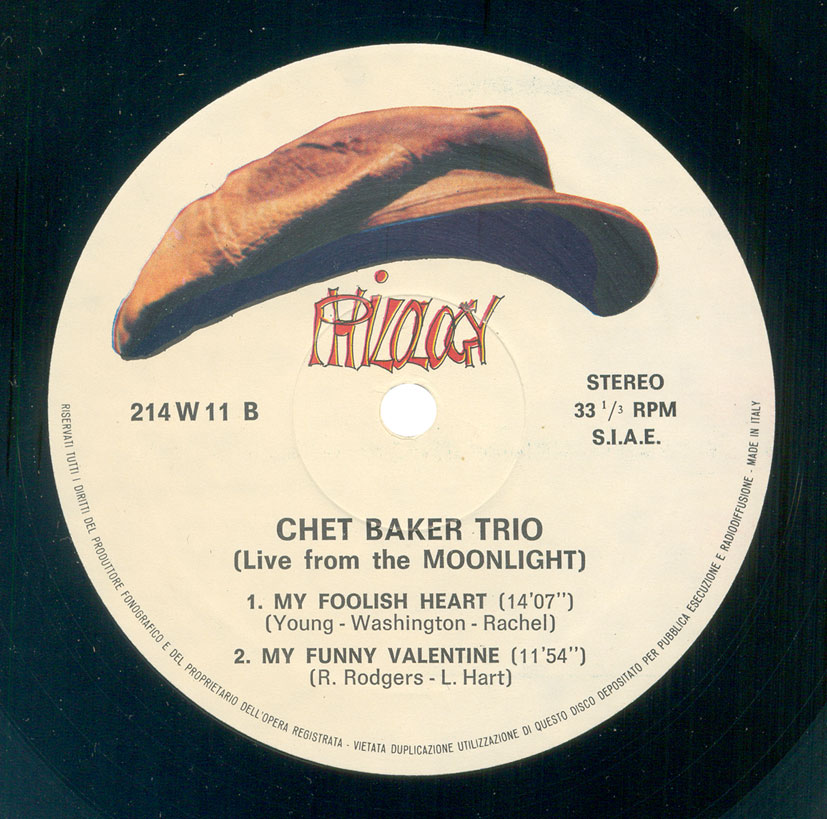 PHILOLOGY
214 W 11 B
STEREO
33 1/3 RPM
S.I.A.E.
CHET BAKER TRIO
(Live from the MOONLIGHT)
1. MY FOOLISH HEART (14'07")
(Young - Washington - Rachel)
2. MY FUNNY VALENTINE (11'54")
(R. Rodgers - L. Hart)
RISERVATI TUTTI I DIRITTI DEL PRODUTTORE FONOGRAFICO E DEL PROPRIETARIO DELL'OPERA REGISTRATA - VIETATA DUPLICAZIONE UTILIZZAZIONE DI QUESTO DISCO DEPOSITATO PER PUBBLICA ESECUZIONE E RADIODIFFUSIONE - MADE IN ITALY